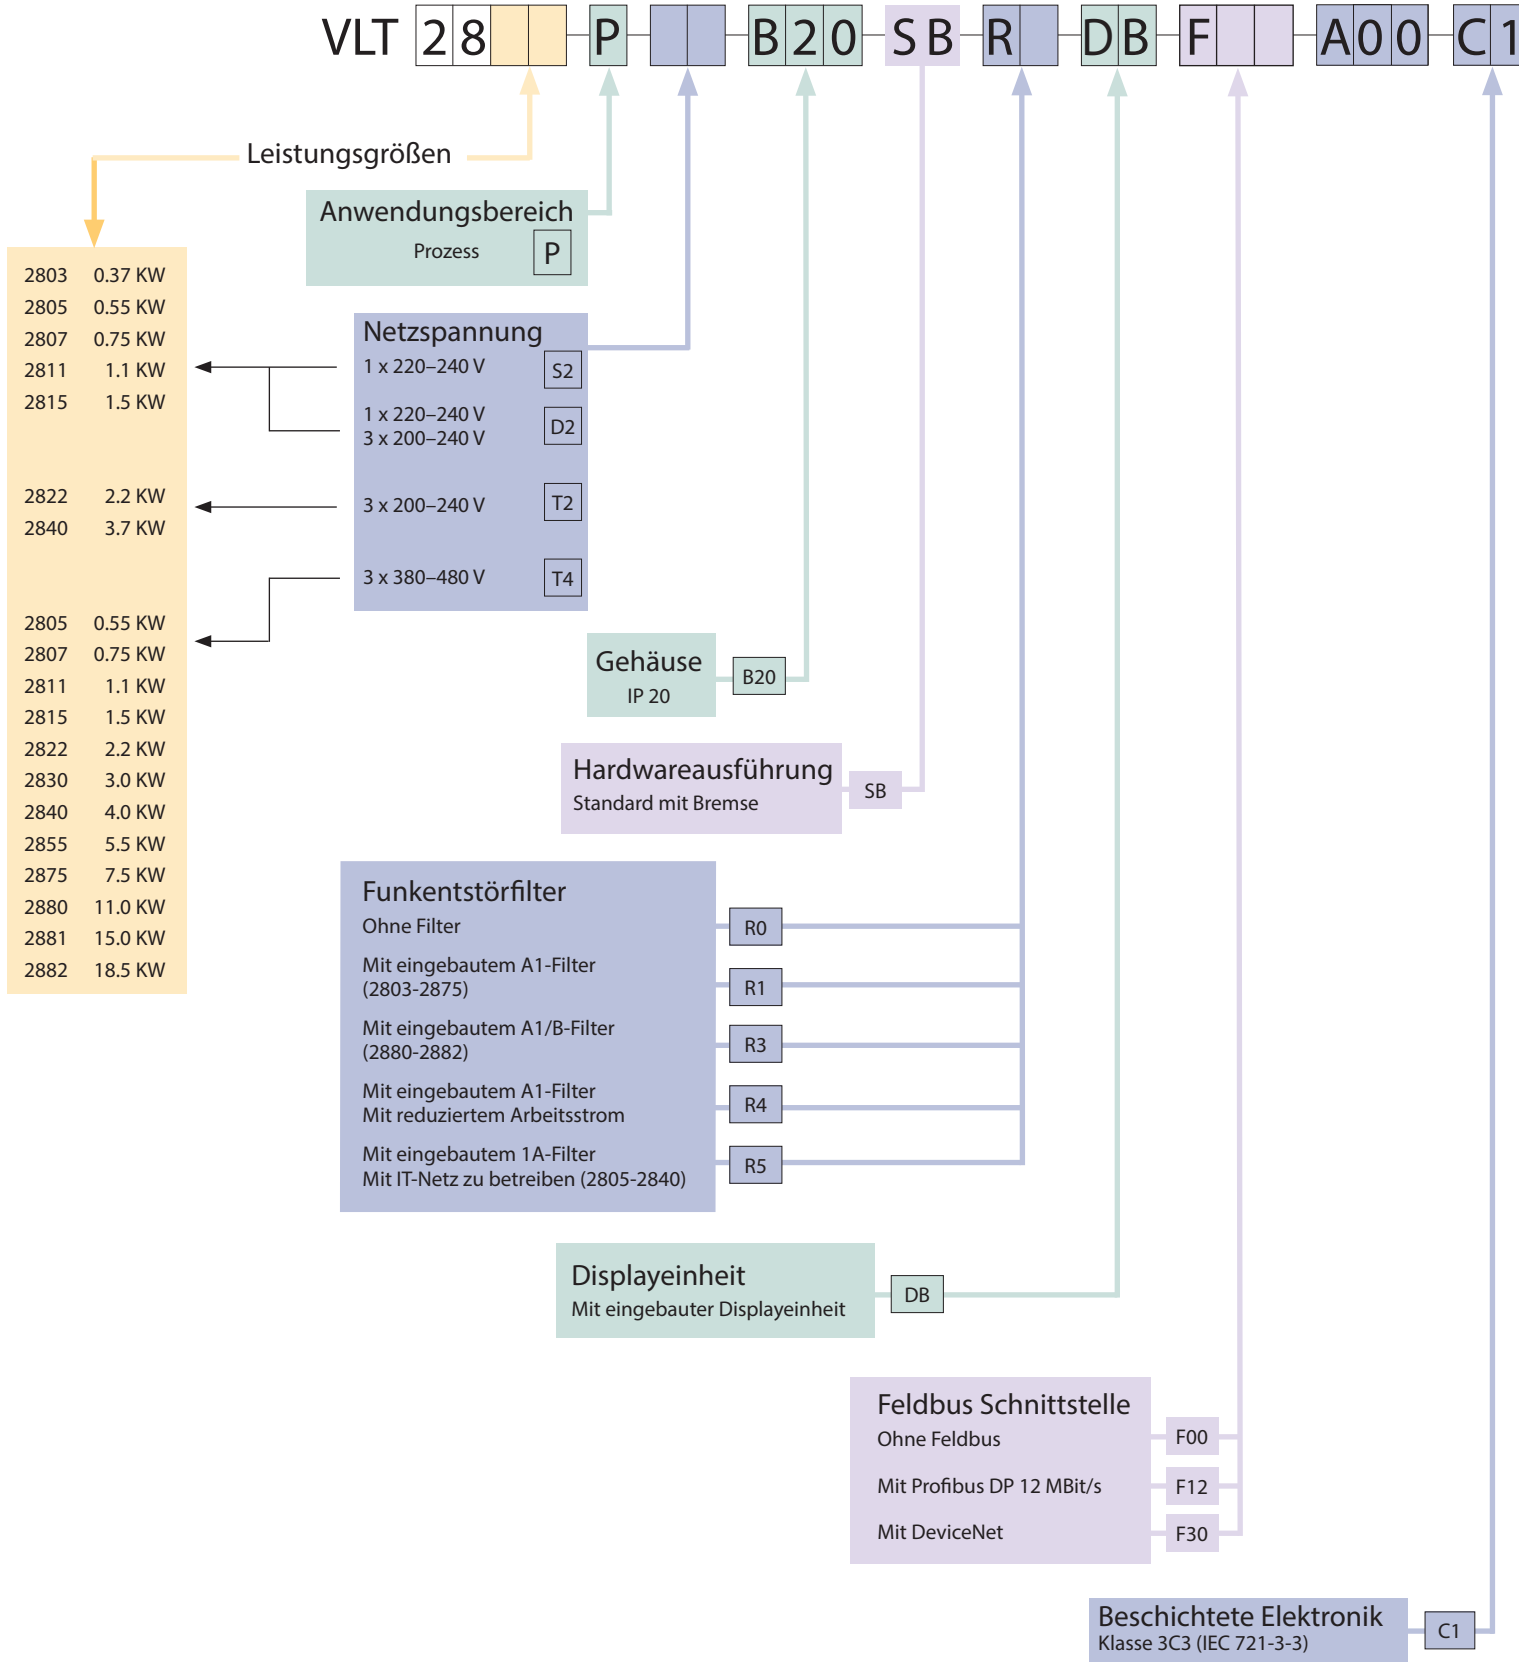 VLT 28 P B20 SB R DB F A00 C1
Leistungsgrößen
Anwendungsbereich
Prozess P
2803 0.37 KW
2805 0.55 KW
2807 0.75 KW
2811 1.1 KW
2815 1.5 KW
2822 2.2 KW
2840 3.7 KW
2805 0.55 KW
2807 0.75 KW
2811 1.1 KW
2815 1.5 KW
2822 2.2 KW
2830 3.0 KW
2840 4.0 KW
2855 5.5 KW
2875 7.5 KW
2880 11.0 KW
2881 15.0 KW
2882 18.5 KW
Netzspannung
1 x 220–240 V S2
1 x 220–240 V
3 x 200–240 V D2
3 x 200–240 V T2
3 x 380–480 V T4
Gehäuse
IP 20
B20
Hardwareausführung
Standard mit Bremse
SB
Funkentstörfilter
Ohne Filter R0
Mit eingebautem A1-Filter
(2803-2875) R1
Mit eingebautem A1/B-Filter
(2880-2882) R3
Mit eingebautem A1-Filter
Mit reduziertem Arbeitsstrom R4
Mit eingebautem 1A-Filter
Mit IT-Netz zu betreiben (2805-2840) R5
Displayeinheit
Mit eingebauter Displayeinheit
DB
Feldbus Schnittstelle
Ohne Feldbus F00
Mit Profibus DP 12 MBit/s F12
Mit DeviceNet F30
Beschichtete Elektronik
Klasse 3C3 (IEC 721-3-3)
C1